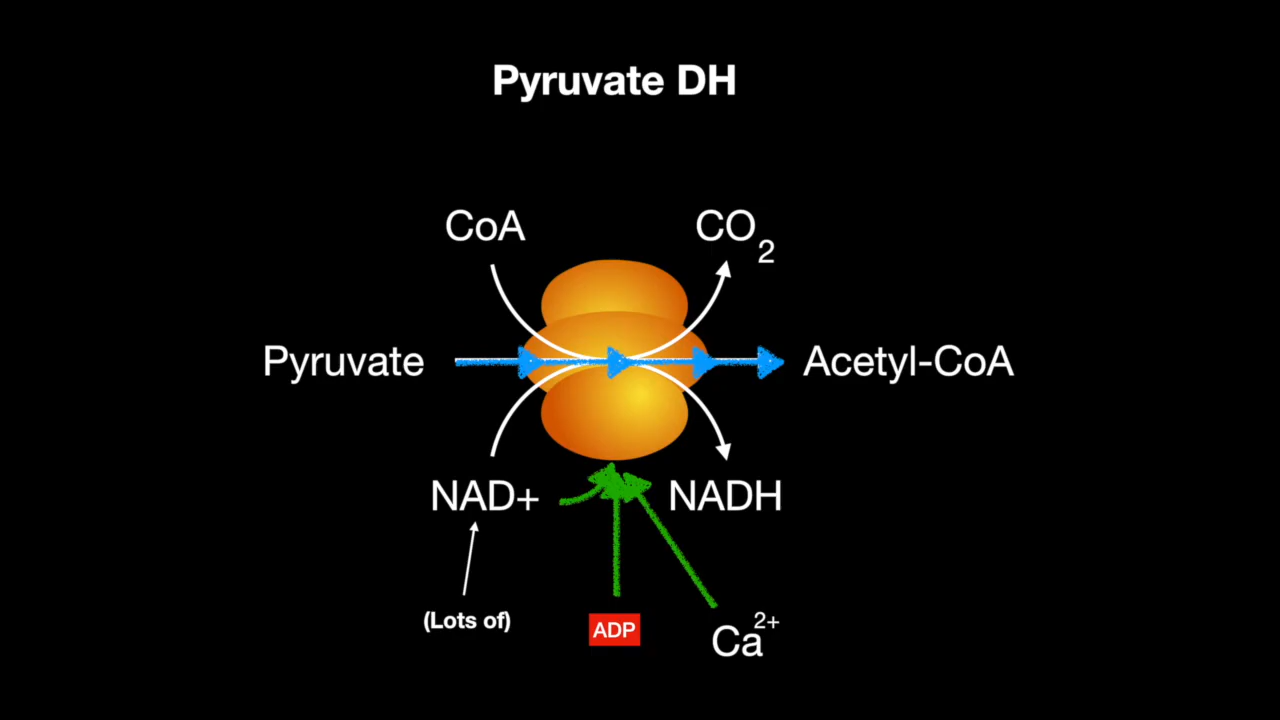 Pyruvate DH
CoA
CO2
Pyruvate
Acetyl-CoA
NAD+
NADH
(Lots of)
ADP
Ca2+